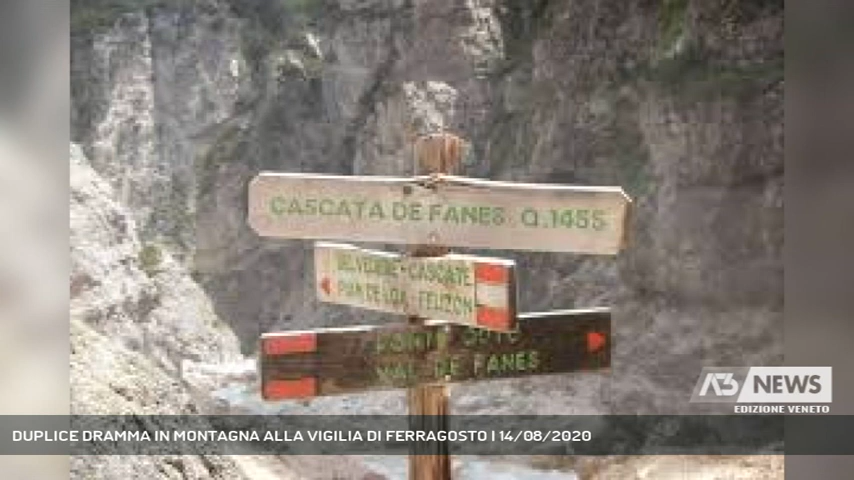 CASCATA DE FANES Q.1455
BELVEDERE-CASCATE
FELIZON
PONTE
VAL DE FANES
A3 NEWS
EDIZIONE VENETO
DUPLICE DRAMMA IN MONTAGNA ALLA VIGILIA DI FERRAGOSTO | 14/08/2020